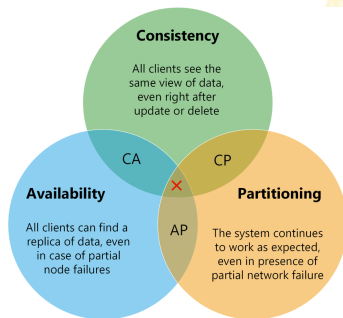 Consistency
All clients see the
same view of data,
even right after
update or delete
CA
CP
Availability
All clients can find a
replica of data, even
in case of partial
node failures
AP
Partitioning
The system continues
to work as expected,
even in presence of
partial network failure